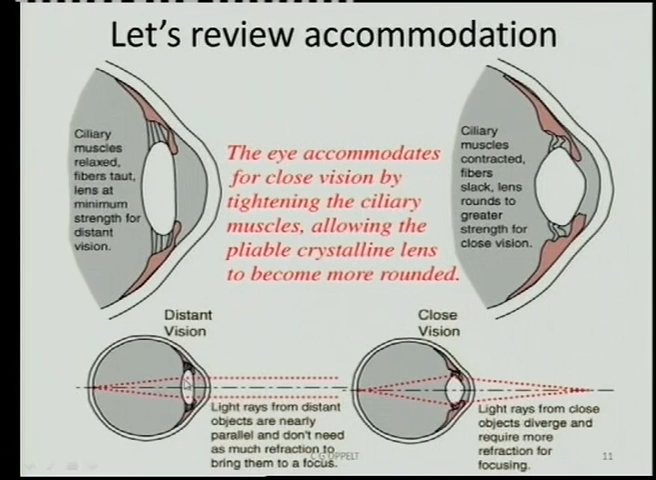 Let's review accommodation
Ciliary
muscles
relaxed,
fibers taut,
lens at
minimum
strength for
distant
vision.
The eye accommodates
for close vision by
tightening the ciliary
muscles, allowing the
pliable crystalline lens
to become more rounded.
Ciliary
muscles
contracted,
fibers
slack, lens
rounds to
greater
strength for
close vision.
Distant
Vision
Close
Vision
Light rays from distant
objects are nearly
parallel and don't need
as much refraction to
bring them to a focus.
Light rays from close
objects diverge and
require more
refraction for
focusing.
C G OPPELT
11